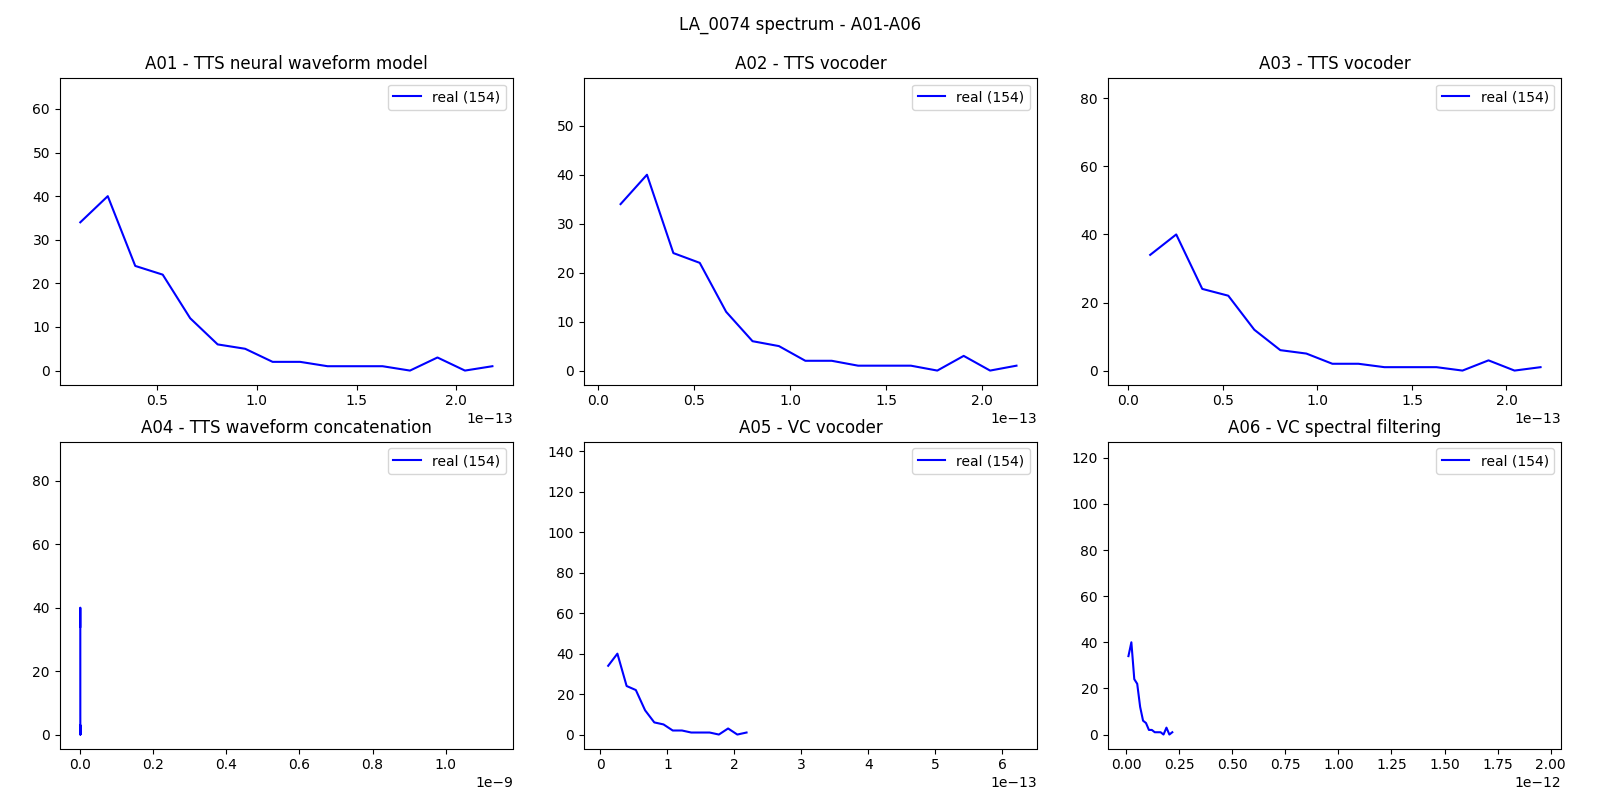 LA_0074 spectrum - A01-A06
A01 - TTS neural waveform model
real (154)
60
50
40
30
20
10
0
0.5 1.0 1.5 2.0
1e−13
A02 - TTS vocoder
real (154)
50
40
30
20
10
0
0.0 0.5 1.0 1.5 2.0
1e−13
A03 - TTS vocoder
real (154)
80
60
40
20
0
0.0 0.5 1.0 1.5 2.0
1e−13
A04 - TTS waveform concatenation
real (154)
80
60
40
20
0
0.0 0.2 0.4 0.6 0.8 1.0
1e−9
A05 - VC vocoder
real (154)
140
120
100
80
60
40
20
0
0 1 2 3 4 5 6
1e−13
A06 - VC spectral filtering
real (154)
120
100
80
60
40
20
0
0.00 0.25 0.50 0.75 1.00 1.25 1.50 1.75 2.00
1e−12